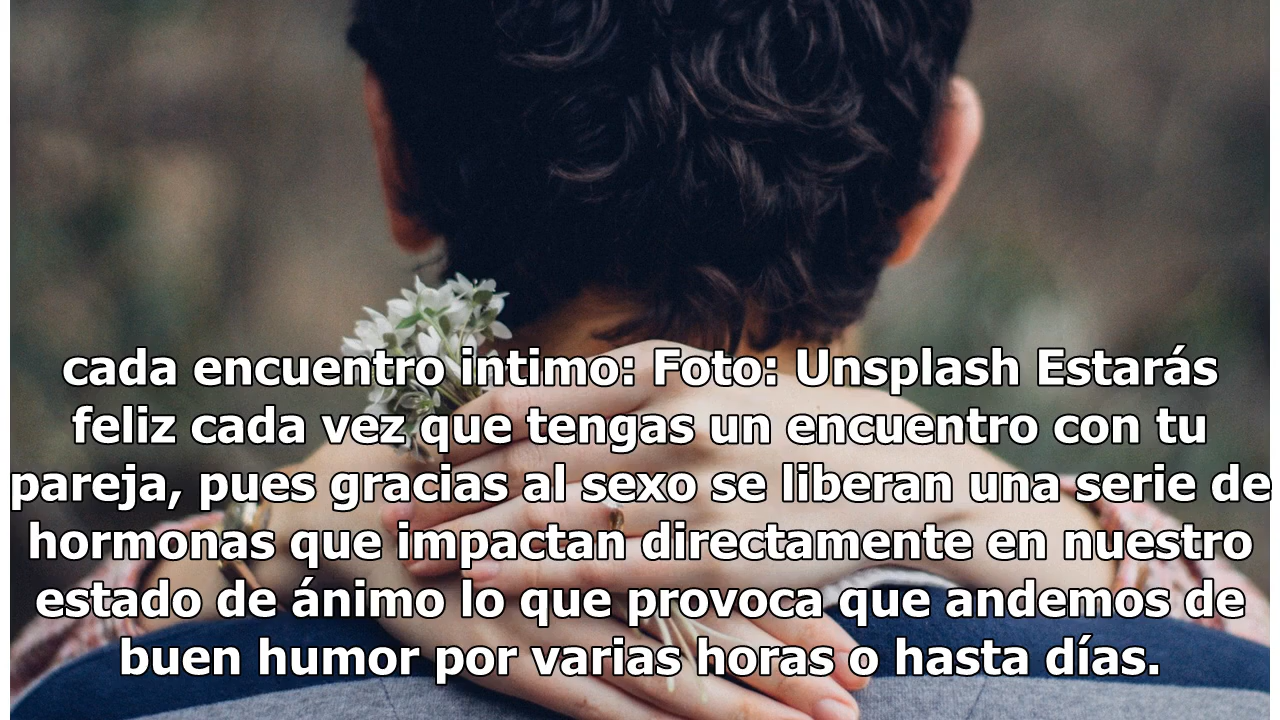 cada encuentro intimo: Foto: Unsplash Estarás
feliz cada vez que tengas un encuentro con tu
pareja, pues gracias al sexo se liberan una serie de
hormonas que impactan directamente en nuestro
estado de ánimo lo que provoca que andemos de
buen humor por varias horas o hasta días.